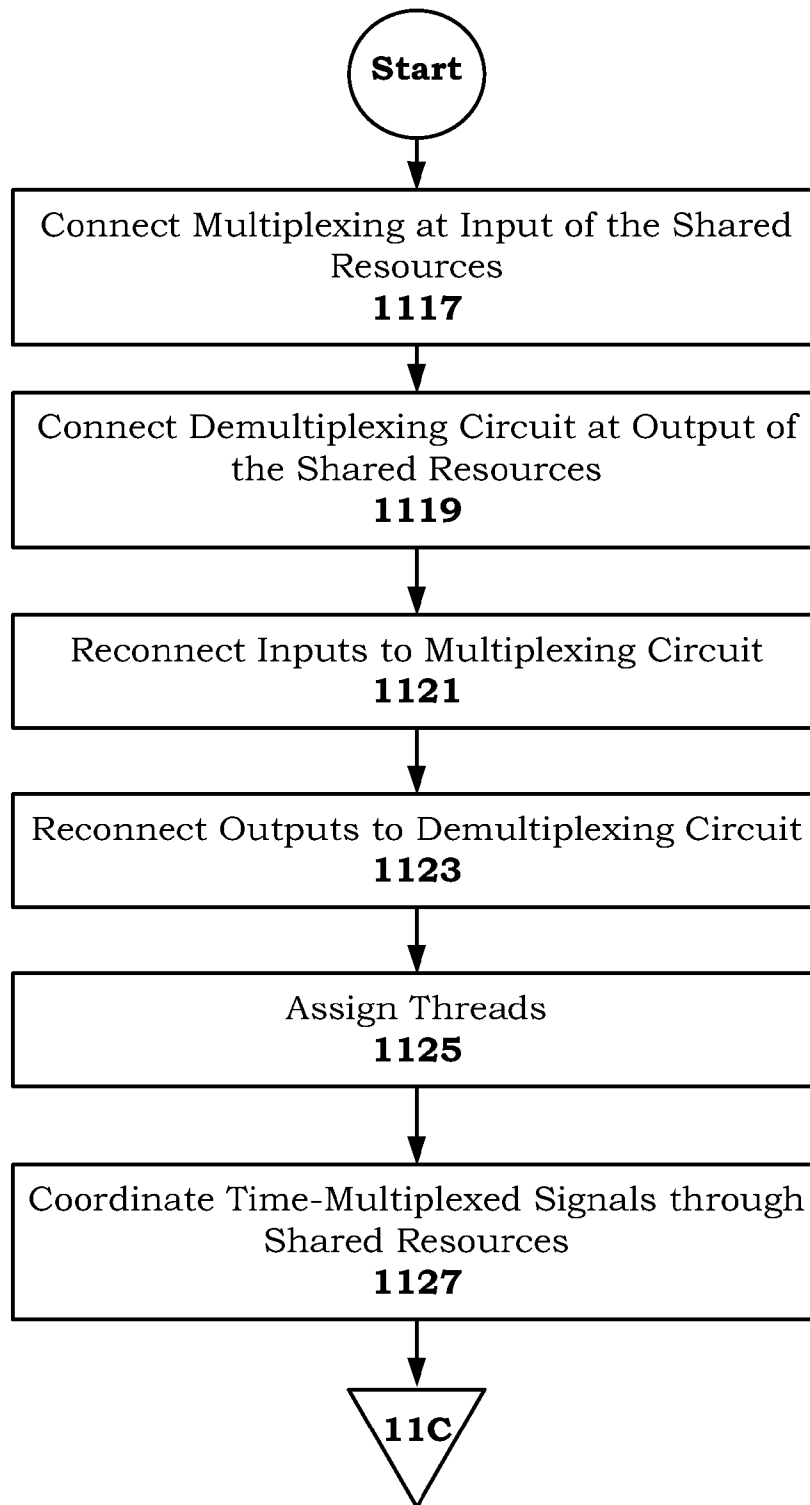 Start
Connect Multiplexing at Input of the Shared
Resources
1117
Connect Demultiplexing Circuit at Output of
the Shared Resources
1119
Reconnect Inputs to Multiplexing Circuit
1121
Reconnect Outputs to Demultiplexing Circuit
1123
Assign Threads
1125
Coordinate Time-Multiplexed Signals through
Shared Resources
1127
11C